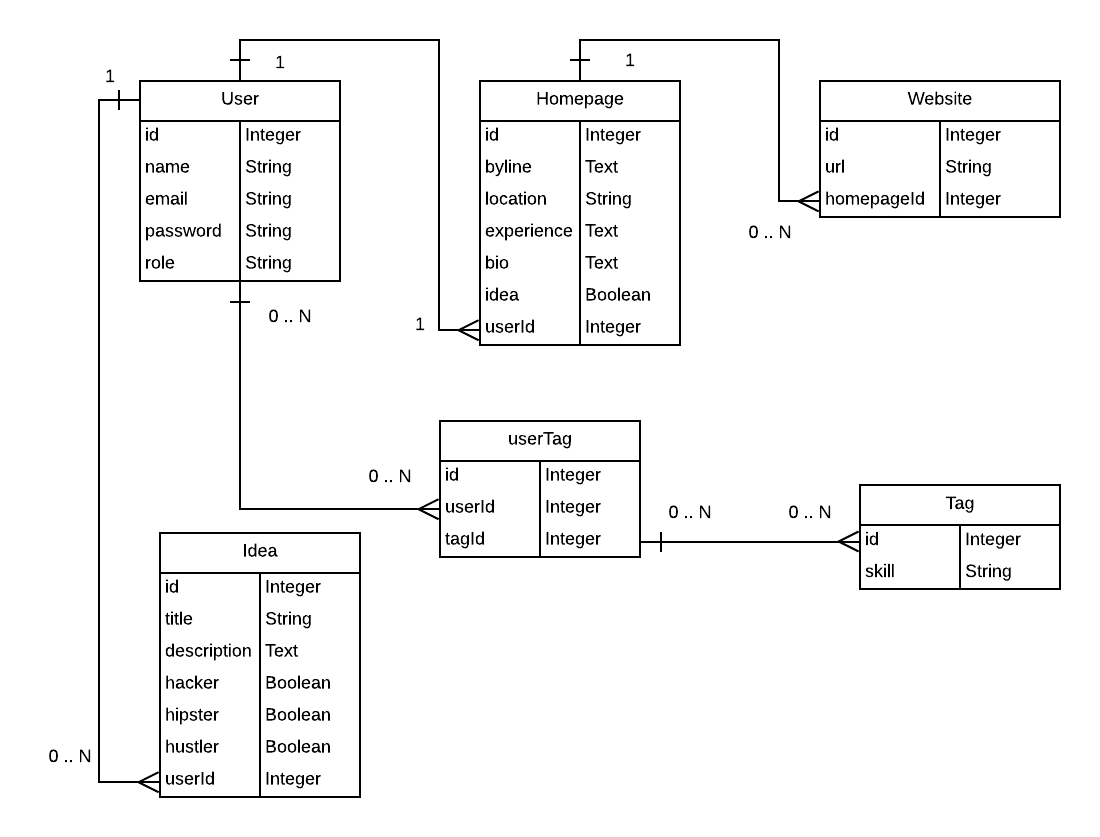 1
1
User
id Integer
name String
email String
password String
role String
0 .. N
1
Homepage
id Integer
byline Text
location String
experience Text
bio Text
idea Boolean
userId Integer
1
Website
id Integer
url String
homepageId Integer
0 .. N
userTag
id Integer
userId Integer
tagId Integer
0 .. N
0 .. N
0 .. N
Tag
id Integer
skill String
Idea
id Integer
title String
description Text
hacker Boolean
hipster Boolean
hustler Boolean
userId Integer
0 .. N